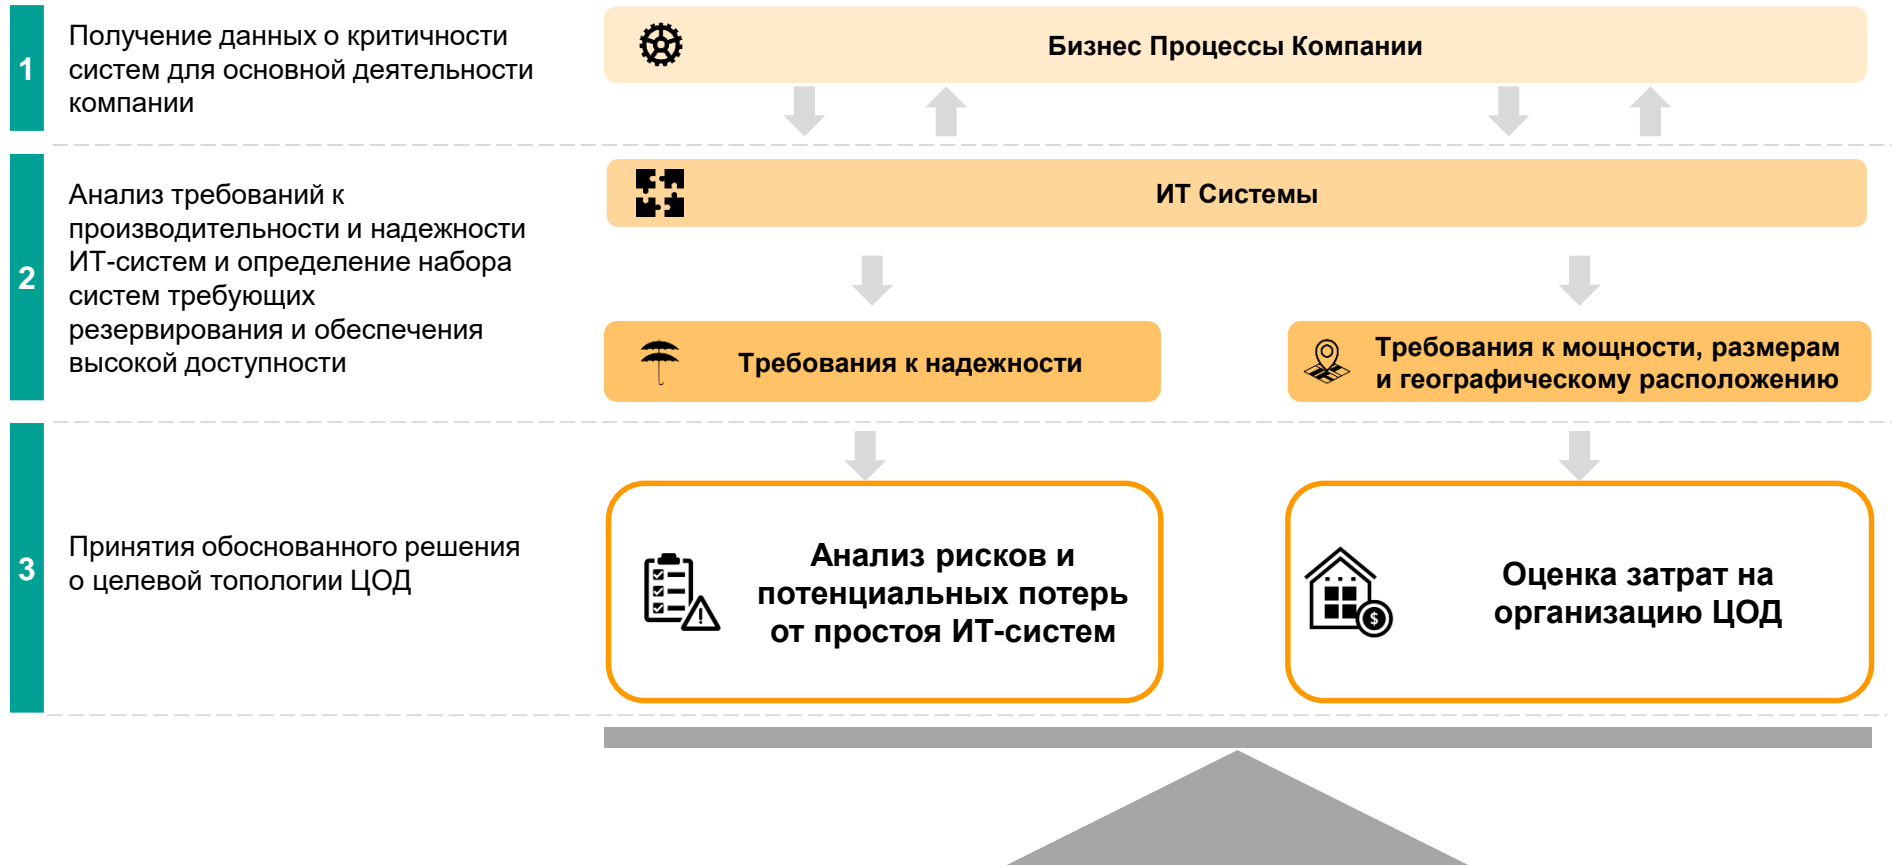 1
Получение данных о критичности
систем для основной деятельности
компании
Бизнес Процессы Компании
2
Анализ требований к
производительности и надежности
ИТ-систем и определение набора
систем требующих
резервирования и обеспечения
высокой доступности
ИТ Системы
Требования к надежности
Требования к мощности, размерам
и географическому расположению
3
Принятия обоснованного решения
о целевой топологии ЦОД
Анализ рисков и
потенциальных потерь
от простоя ИТ-систем
$
Оценка затрат на
организацию ЦОД